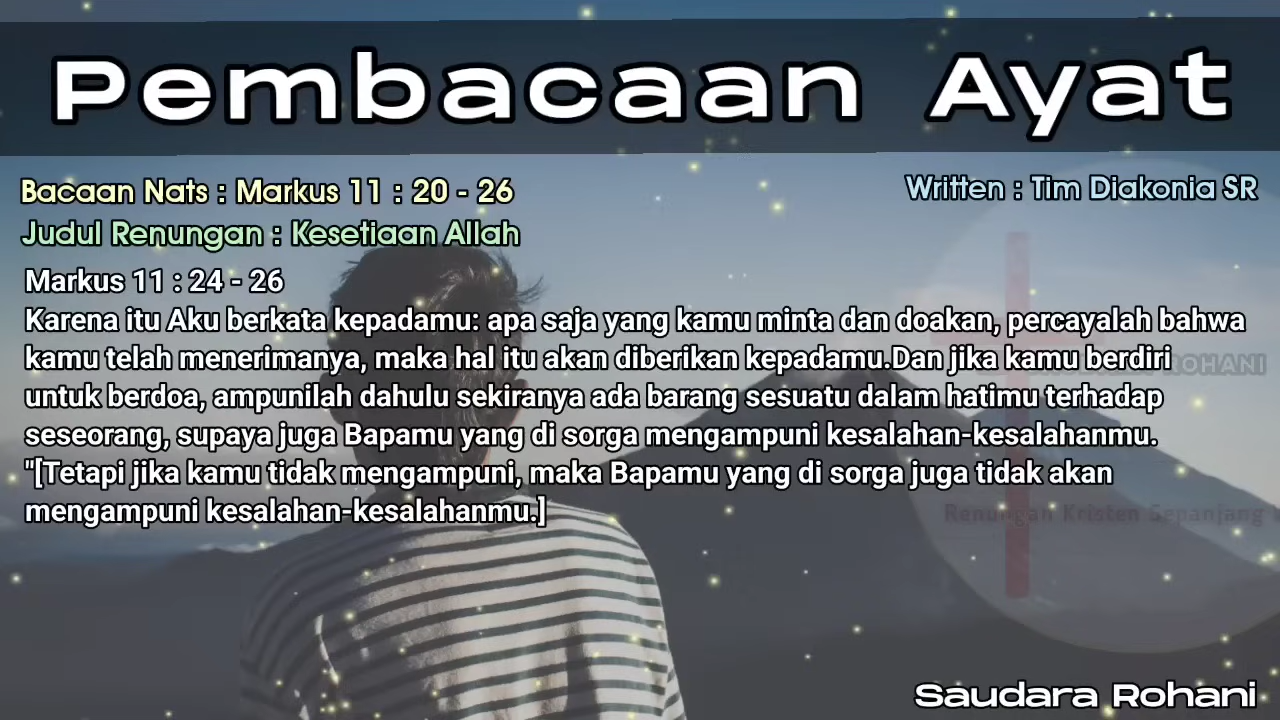 Pembacaan Ayat
Bacaan Nats : Markus 11 : 20 - 26
Written : Tim Diakonia SR
Judul Renungan : Kesetiaan Allah
Markus 11 : 24 - 26
Karena itu Aku berkata kepadamu: apa saja yang kamu minta dan doakan, percayalah bahwa
kamu telah menerimanya, maka hal itu akan diberikan kepadamu.Dan jika kamu berdiri
untuk berdoa, ampunilah dahulu sekiranya ada barang sesuatu dalam hatimu terhadap
seseorang, supaya juga Bapamu yang di sorga mengampuni kesalahan-kesalahanmu.
"[Tetapi jika kamu tidak mengampuni, maka Bapamu yang di sorga juga tidak akan
mengampuni kesalahan-kesalahanmu.]
ROHANI
Renungan Kristen Sepanjang
Saudara Rohani